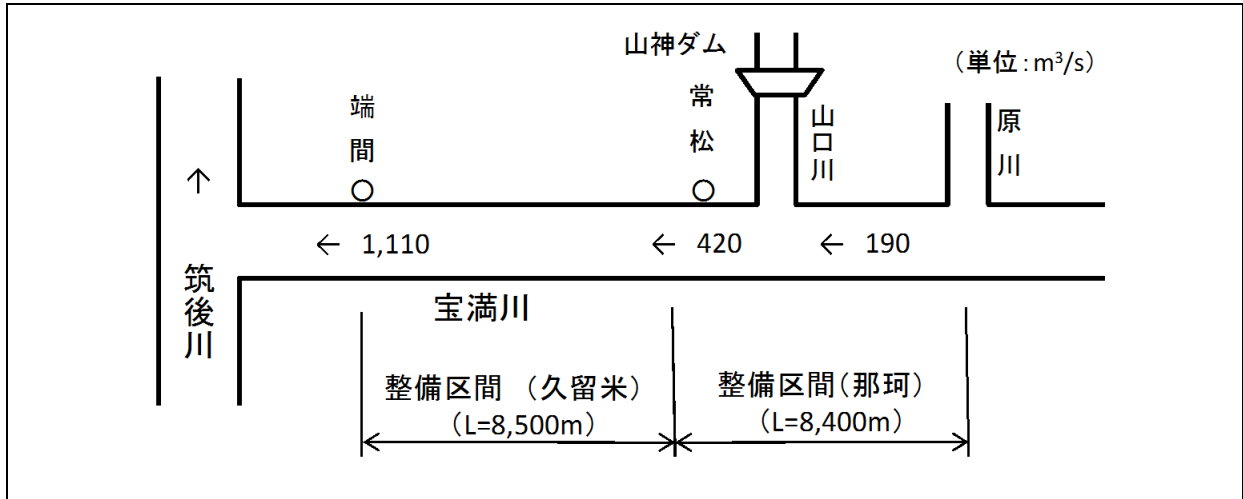 山神ダム
(単位:m³/s)
端間
常松
山口川
原川
↑
← 1,110
← 420
← 190
筑後川
宝満川
整備区間 (久留米)
(L=8,500m)
整備区間(那珂)
(L=8,400m)